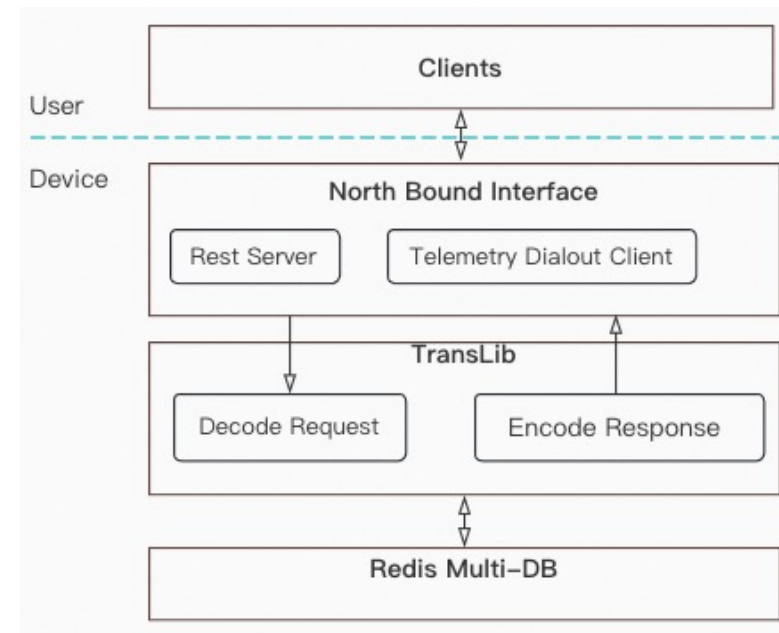 Clients
User
Device
North Bound Interface
Rest Server
Telemetry Dialout Client
TransLib
Decode Request
Encode Response
Redis Multi-DB